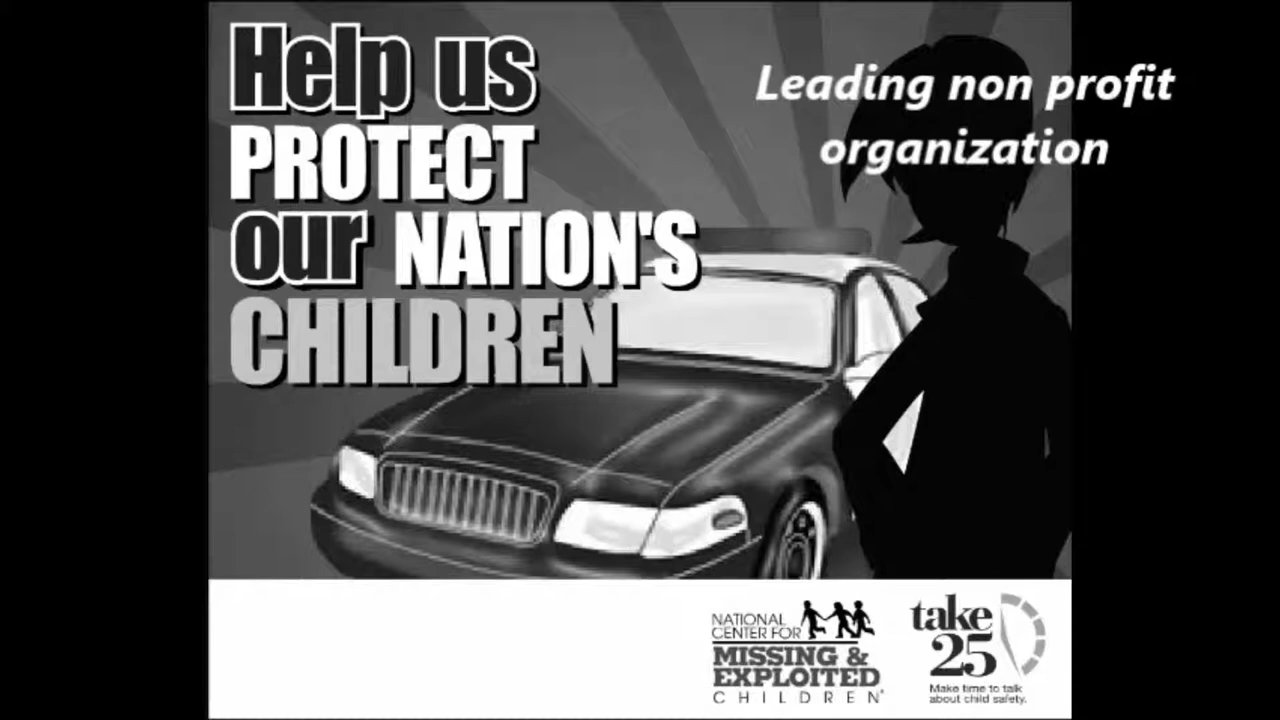 Help us
PROTECT
our NATION'S
CHILDREN
Leading non profit
organization
NATIONAL
CENTER FOR
MISSING &
EXPLOITED
CHILDREN®
take
25
Make time to talk
about child safety.